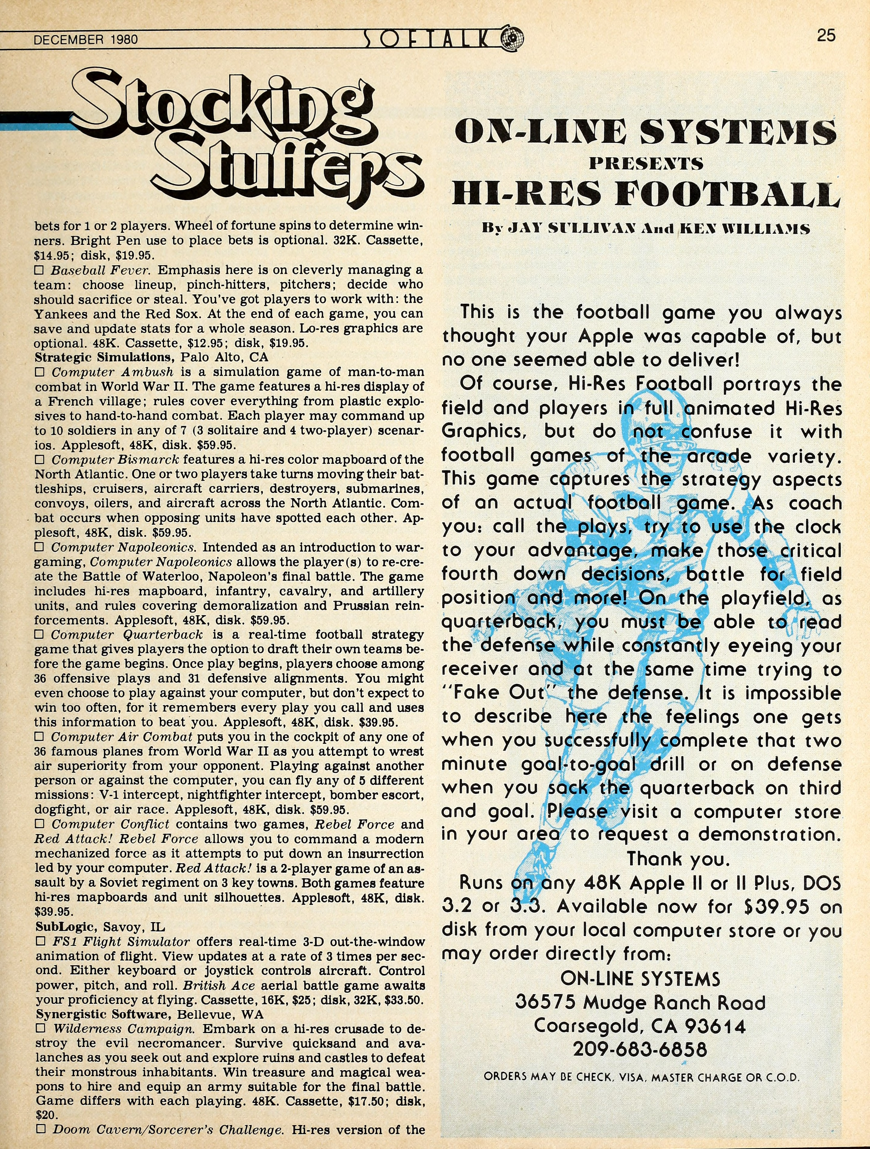 DECEMBER 1980
SOFTALK
25
Stocking
Stuffers
bets for 1 or 2 players. Wheel of fortune spins to determine win-
ners. Bright Pen use to place bets is optional. 32K. Cassette,
$14.95; disk, $19.95.
☐ Baseball Fever. Emphasis here is on cleverly managing a
team: choose lineup, pinch-hitters, pitchers; decide who
should sacrifice or steal. You've got players to work with: the
Yankees and the Red Sox. At the end of each game, you can
save and update stats for a whole season. Lo-res graphics are
optional. 48K. Cassette, $12.95; disk, $19.95.
Strategic Simulations, Palo Alto, CA
☐ Computer Ambush is a simulation game of man-to-man
combat in World War II. The game features a hi-res display of
a French village; rules cover everything from plastic explo-
sives to hand-to-hand combat. Each player may command up
to 10 soldiers in any of 7 (3 solitaire and 4 two-player) scenar-
ios. Applesoft, 48K, disk. $59.95.
☐ Computer Bismarck features a hi-res color mapboard of the
North Atlantic. One or two players take turns moving their bat-
tleships, cruisers, aircraft carriers, destroyers, submarines,
convoys, oilers, and aircraft across the North Atlantic. Com-
bat occurs when opposing units have spotted each other. Ap-
plesoft, 48K, disk. $59.95.
☐ Computer Napoleonics. Intended as an introduction to war-
gaming, Computer Napoleonics allows the player(s) to re-cre-
ate the Battle of Waterloo, Napoleon's final battle. The game
includes hi-res mapboard, infantry, cavalry, and artillery
units, and rules covering demoralization and Prussian rein-
forcements. Applesoft, 48K, disk. $59.95.
☐ Computer Quarterback is a real-time football strategy
game that gives players the option to draft their own teams be-
fore the game begins. Once play begins, players choose among
36 offensive plays and 31 defensive alignments. You might
even choose to play against your computer, but don't expect to
win too often, for it remembers every play you call and uses
this information to beat you. Applesoft, 48K, disk. $39.95.
☐ Computer Air Combat puts you in the cockpit of any one of
36 famous planes from World War II as you attempt to wrest
air superiority from your opponent. Playing against another
person or against the computer, you can fly any of 5 different
missions: V-1 intercept, nightfighter intercept, bomber escort,
dogfight, or air race. Applesoft, 48K, disk. $59.95.
☐ Computer Conflict contains two games, Rebel Force and
Red Attack! Rebel Force allows you to command a modern
mechanized force as it attempts to put down an insurrection
led by your computer. Red Attack! is a 2-player game of an as-
sault by a Soviet regiment on 3 key towns. Both games feature
hi-res mapboards and unit silhouettes. Applesoft, 48K, disk.
$39.95.
SubLogic, Savoy, IL
☐ FS1 Flight Simulator offers real-time 3-D out-the-window
animation of flight. View updates at a rate of 3 times per sec-
ond. Either keyboard or joystick controls aircraft. Control
power, pitch, and roll. British Ace aerial battle game awaits
your proficiency at flying. Cassette, 16K, $25; disk, 32K, $33.50.
Synergistic Software, Bellevue, WA
☐ Wilderness Campaign. Embark on a hi-res crusade to de-
stroy the evil necromancer. Survive quicksand and ava-
lanches as you seek out and explore ruins and castles to defeat
their monstrous inhabitants. Win treasure and magical wea-
pons to hire and equip an army suitable for the final battle.
Game differs with each playing. 48K. Cassette, $17.50; disk,
$20.
☐ Doom Cavern/Sorcerer's Challenge. Hi-res version of the
ON-LINE SYSTEMS
PRESENTS
HI-RES FOOTBALL
By JAY SULLIVAN And KEN WILLIAMS
This is the football game you always
thought your Apple was capable of, but
no one seemed able to deliver!
Of course, Hi-Res Football portrays the
field and players in full animated Hi-Res
Graphics, but do not confuse it with
football games of the arcade variety.
This game captures the strategy aspects
of an actual football game. As coach
you: call the plays, try to use the clock
to your advantage, make those critical
fourth down decisions, battle for field
position and more! On the playfield, as
quarterback, you must be able to read
the defense while constantly eyeing your
receiver and at the same time trying to
"Fake Out" the defense. It is impossible
to describe here the feelings one gets
when you successfully complete that two
minute goal-to-goal drill or on defense
when you sack the quarterback on third
and goal. Please visit a computer store
in your area to request a demonstration.
Thank you.
Runs on any 48K Apple II or II Plus, DOS
3.2 or 3.3. Available now for $39.95 on
disk from your local computer store or you
may order directly from:
ON-LINE SYSTEMS
36575 Mudge Ranch Road
Coarsegold, CA 93614
209-683-6858
ORDERS MAY BE CHECK, VISA, MASTER CHARGE OR C.O.D.